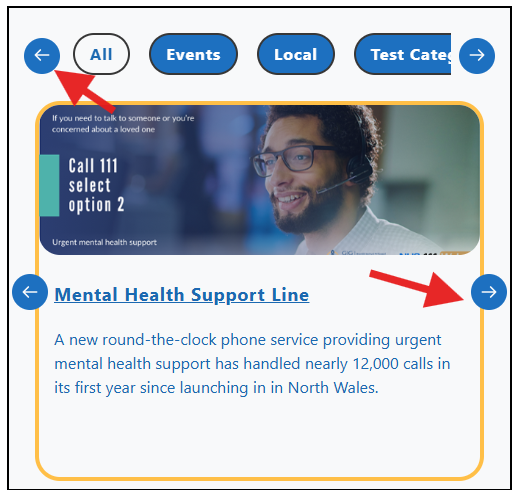 All
Events
Local
Test Categ
If you need to talk to someone or you're
concerned about a loved one
Call 111
select
option 2
Urgent mental health support
Mental Health Support Line
A new round-the-clock phone service providing urgent
mental health support has handled nearly 12,000 calls in
its first year since launching in in North Wales.